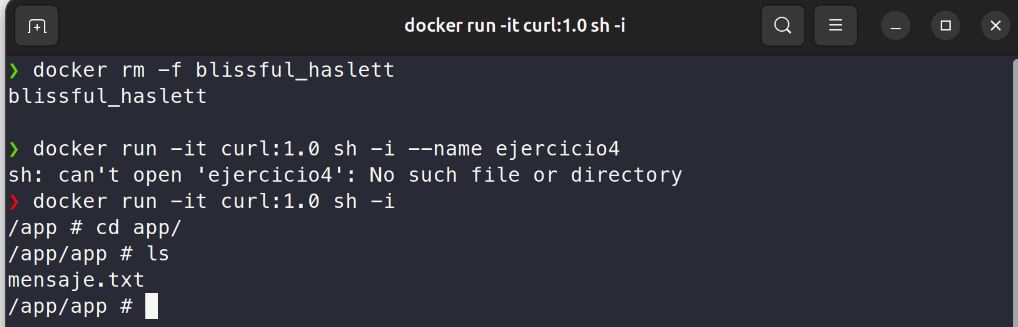 docker run -it curl:1.0 sh -i
❯ docker rm -f blissful_haslett
blissful_haslett
❯ docker run -it curl:1.0 sh -i --name ejercicio4
sh: can't open 'ejercicio4': No such file or directory
❯ docker run -it curl:1.0 sh -i
/app # cd app/
/app/app # ls
mensaje.txt
/app/app #